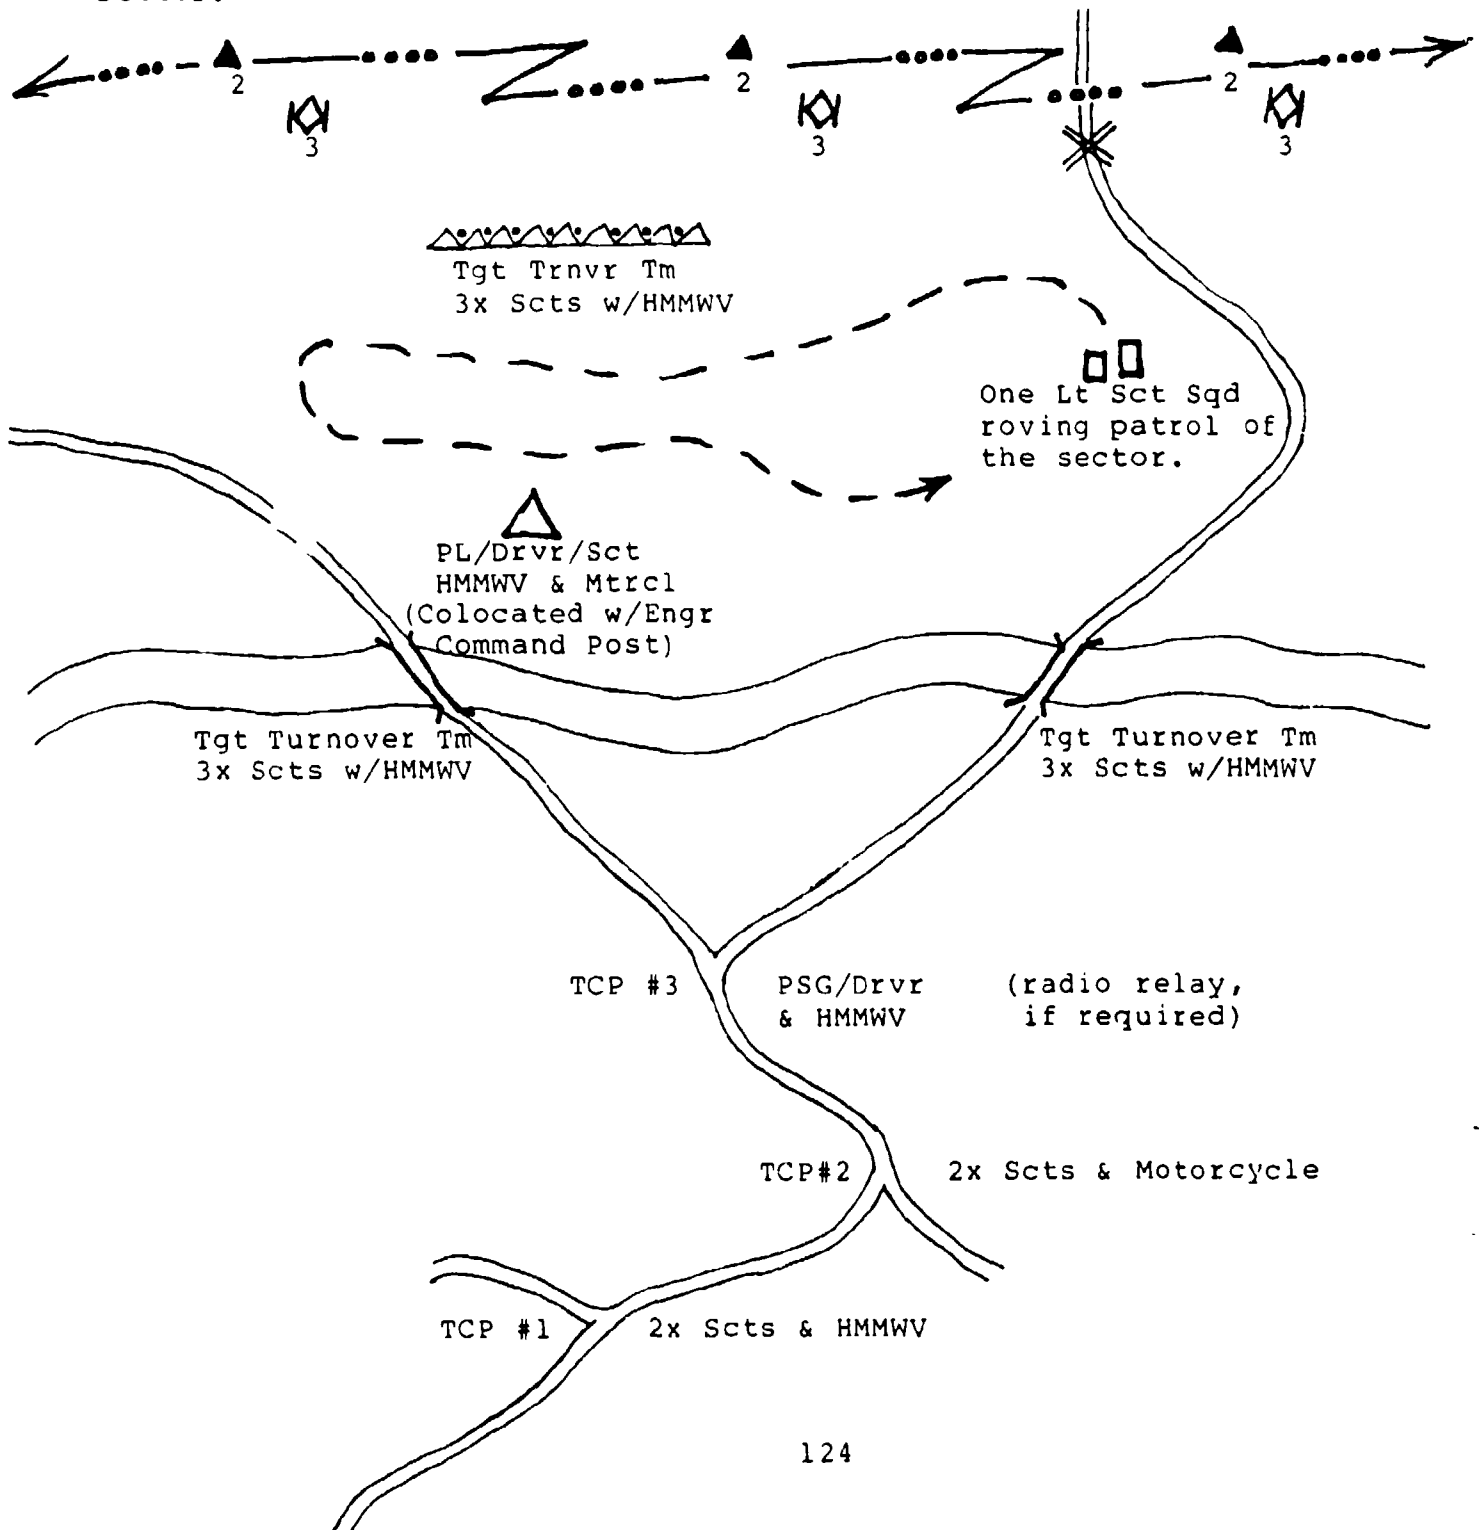 2
2
2
3
3
3
Tgt Trnvr Tm
3x Scts w/HMMWV
One Lt Sct Sqd
roving patrol of
the sector.
PL/Drvr/Sct
HMMWV & Mtrcl
(Colocated w/Engr
Command Post)
Tgt Turnover Tm
3x Scts w/HMMWV
Tgt Turnover Tm
3x Scts w/HMMWV
TCP #3
PSG/Drvr
& HMMWV
(radio relay,
if required)
TCP#2
2x Scts & Motorcycle
TCP #1
2x Scts & HMMWV
124